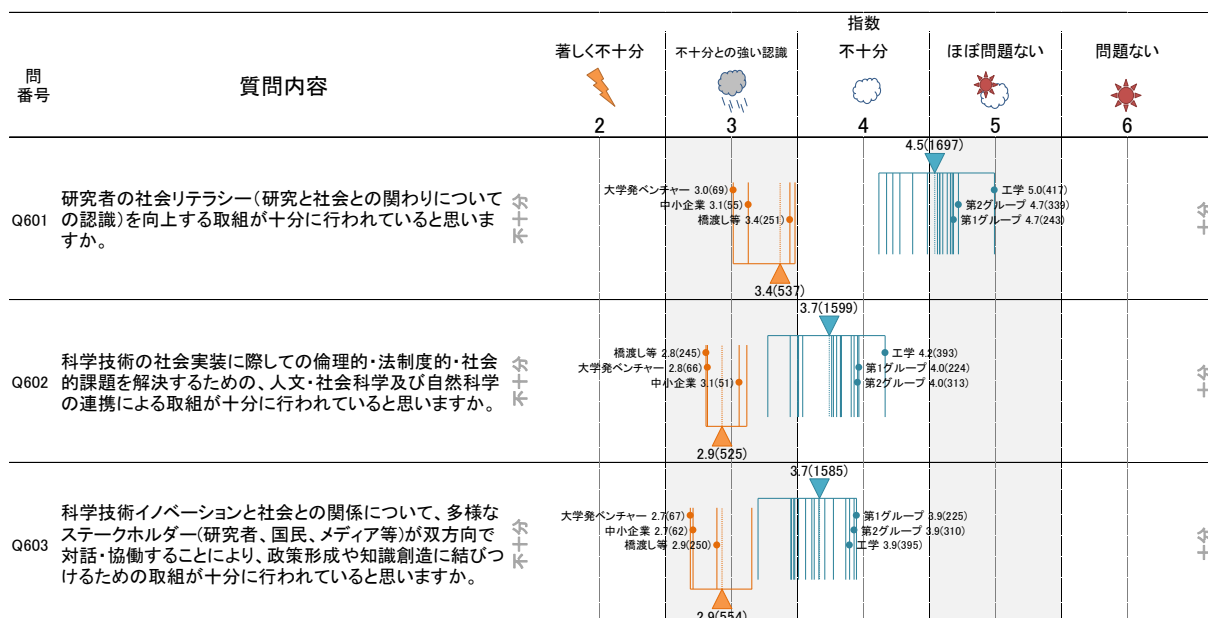 指数
著しく不十分
不十分との強い認識
不十分
ほぼ問題ない
問題ない
問
番号
質問内容
2
3
4
5
6
Q601
研究者の社会リテラシー(研究と社会との関わりについて
の認識)を向上する取組が十分に行われていると思いま
すか。
不十分
十分
4.5(1697)
大学発ベンチャー 3.0(69)
中小企業 3.1(55)
橋渡し等 3.4(251)
工学 5.0(417)
第2グループ 4.7(339)
第1グループ 4.7(243)
3.4(537)
Q602
科学技術の社会実装に際しての倫理的・法制度的・社会
的課題を解決するための、人文・社会科学及び自然科学
の連携による取組が十分に行われていると思いますか。
不十分
十分
3.7(1599)
橋渡し等 2.8(245)
大学発ベンチャー 2.8(66)
中小企業 3.1(51)
工学 4.2(393)
第1グループ 4.0(224)
第2グループ 4.0(313)
2.9(525)
Q603
科学技術イノベーションと社会との関係について、多様な
ステークホルダー(研究者、国民、メディア等)が双方向で
対話・協働することにより、政策形成や知識創造に結びつ
けるための取組が十分に行われていると思いますか。
不十分
十分
3.7(1585)
大学発ベンチャー 2.7(67)
中小企業 2.7(62)
橋渡し等 2.9(250)
第1グループ 3.9(225)
第2グループ 3.9(310)
工学 3.9(395)
2.9(554)